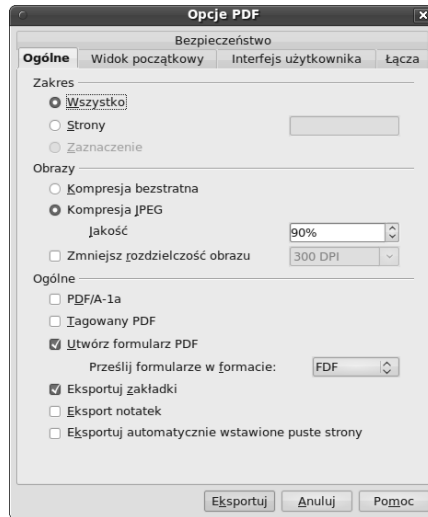 Opcje PDF
Bezpieczeństwo
Ogólne Widok początkowy Interfejs użytkownika Łącza
Zakres
Wszystko
Strony
Zaznaczenie
Obrazy
Kompresja bezstratna
Kompresja JPEG
Jakość 90%
Zmniejsz rozdzielczość obrazu 300 DPI
Ogólne
PDF/A-1a
Tagowany PDF
Utwórz formularz PDF
Prześlij formularze w formacie: FDF
Eksportuj zakładki
Eksport notatek
Eksportuj automatycznie wstawione puste strony
Eksportuj Anuluj Pomoc